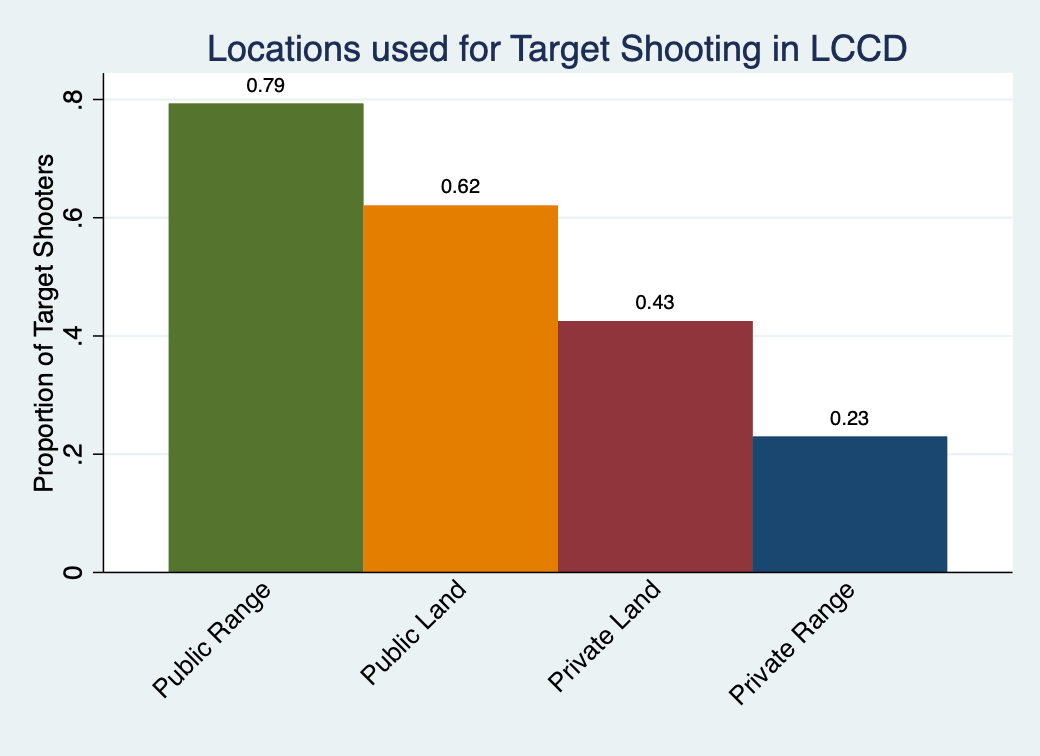 Locations used for Target Shooting in LCCD
Proportion of Target Shooters
.8
.6
.4
.2
0
0.79
0.62
0.43
0.23
Public Range
Public Land
Private Land
Private Range